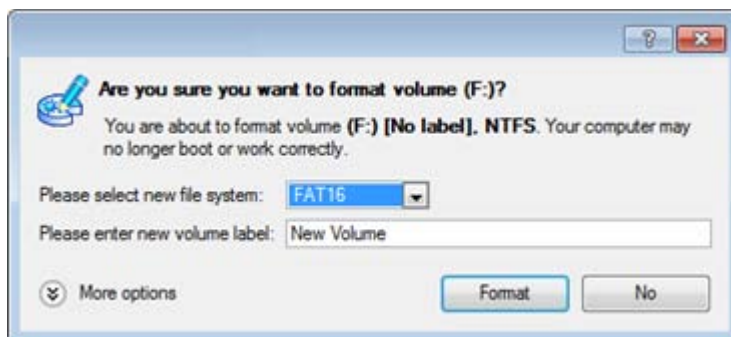 Are you sure you want to format volume (F:)?
You are about to format volume (F:) [No label], NTFS. Your computer may
no longer boot or work correctly.
Please select new file system: FAT16
Please enter new volume label: New Volume
More options Format No